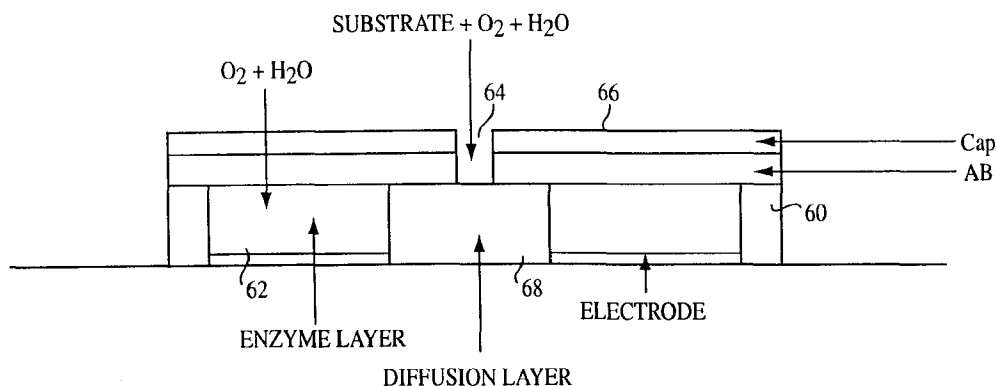 SUBSTRATE + O2 + H2O
O2 + H2O
64
66
Cap
AB
60
62
68
ELECTRODE
ENZYME LAYER
DIFFUSION LAYER